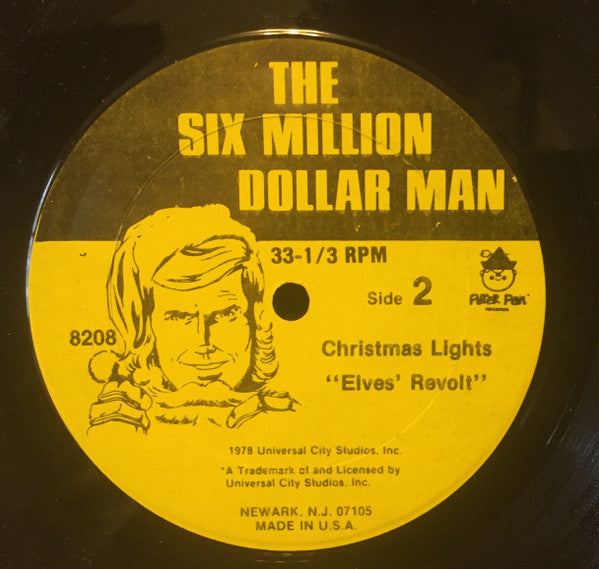 THE
SIX MILLION
DOLLAR MAN
33-1/3 RPM
Side 2
Peter Pan
records
8208
Christmas Lights
"Elves' Revolt"
1978 Universal City Studios, Inc.
*A Trademark of and Licensed by
Universal City Studios, Inc.
NEWARK, N.J. 07105
MADE IN U.S.A.